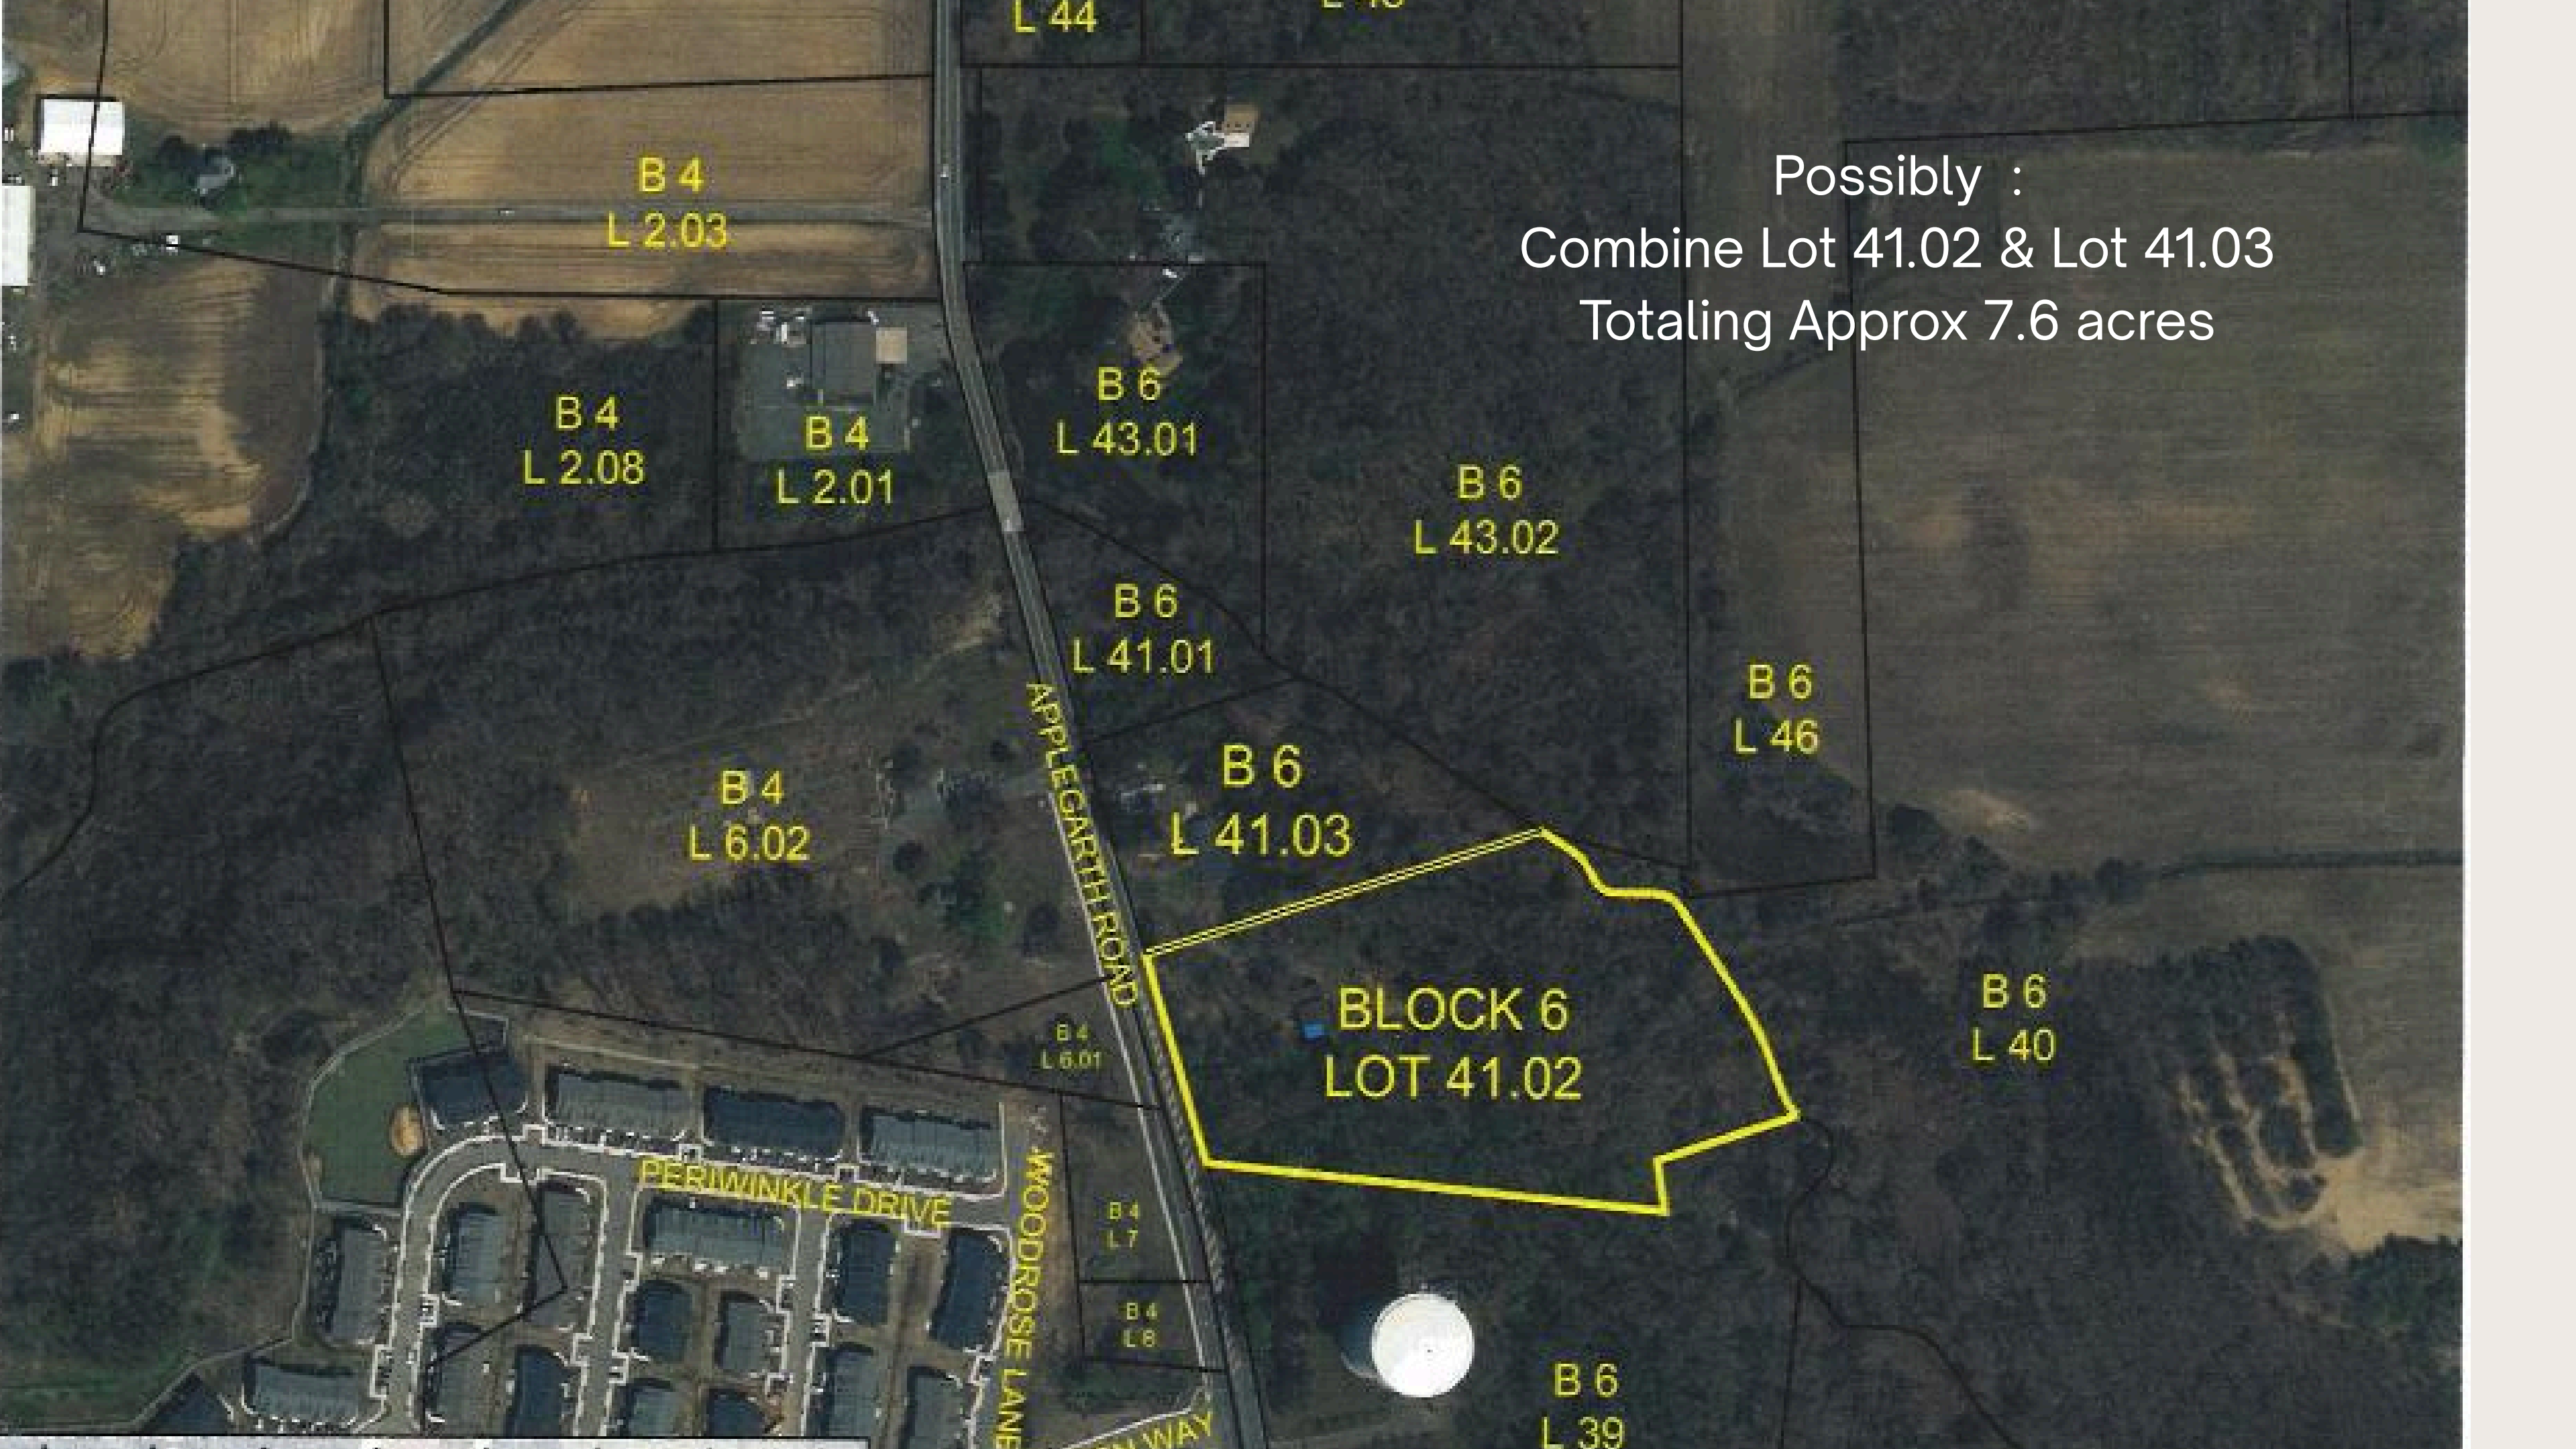 L 44
B 4
L 2.03
Possibly :
Combine Lot 41.02 & Lot 41.03
Totaling Approx 7.6 acres
B 4
L 2.08
B 4
L 2.01
B 6
L 43.01
B 6
L 43.02
B 6
L 41.01
B 6
L 46
APPLEGARTH ROAD
B 6
L 41.03
B 4
L 6.02
BLOCK 6
LOT 41.02
B 6
L 40
B 4
L 6.01
PERIWINKLE DRIVE
WOODROSE LANE
B 4
L 7
B 4
L 8
WAY
B 6
L 39